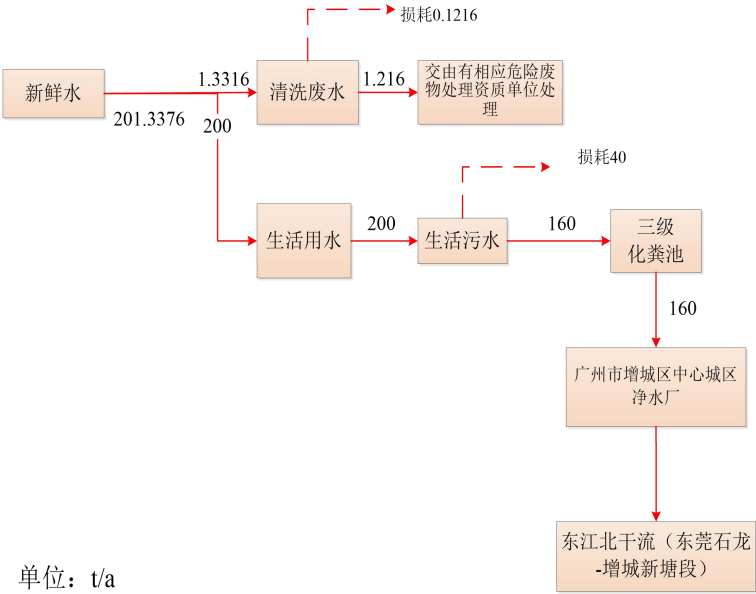 损耗0.1216
新鲜水
1.3316
清洗废水
1.216
交由有相应危险废
物处理资质单位处
理
201.3376
200
损耗40
生活用水
200
生活污水
160
三级
化粪池
160
广州市增城区中心城区
净水厂
东江北干流（东莞石龙
-增城新塘段）
单位：t/a